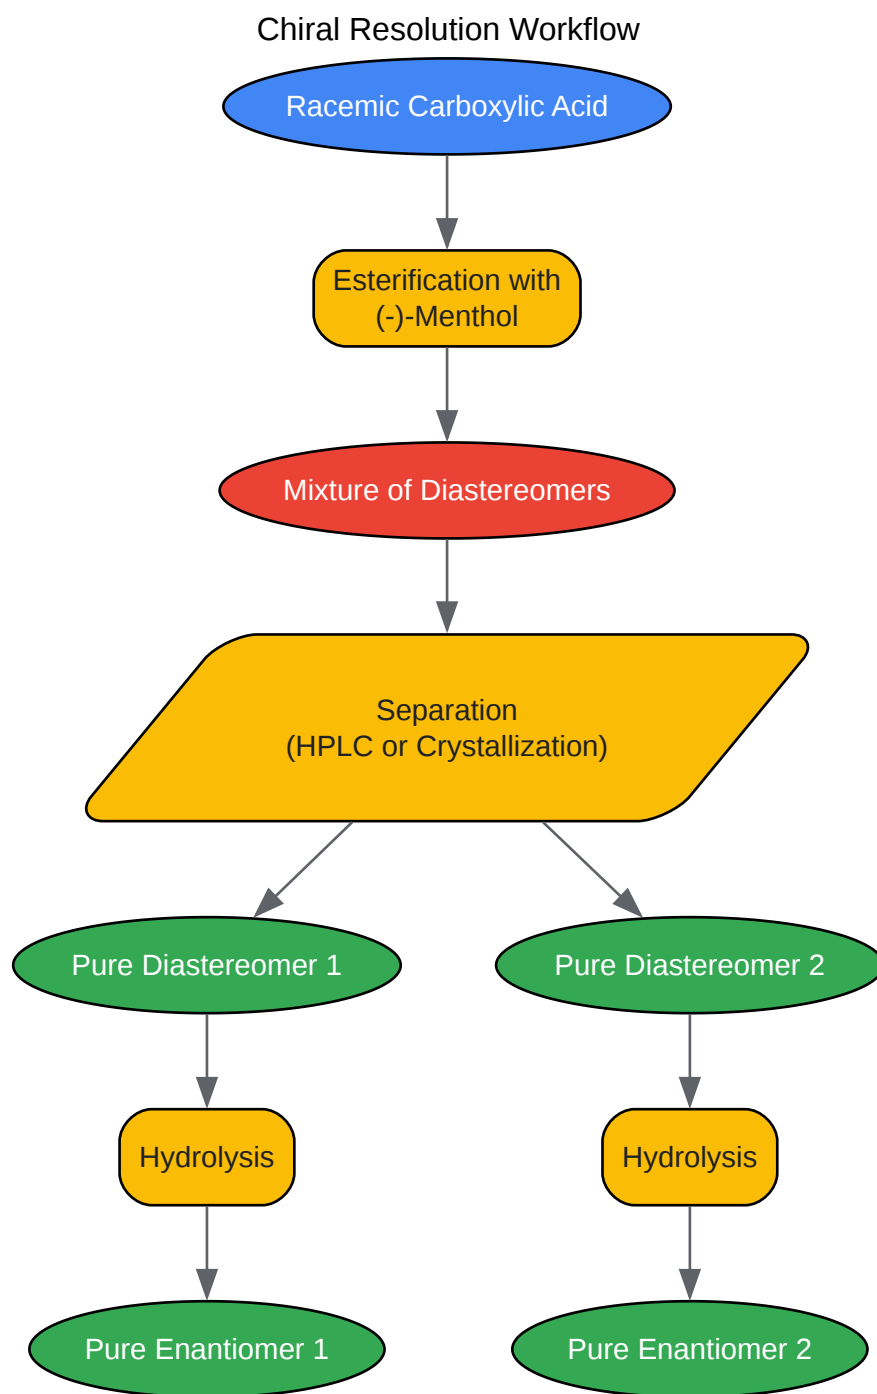 Chiral Resolution Workflow
Racemic Carboxylic Acid
Esterification with
(-)-Menthol
Mixture of Diastereomers
Separation
(HPLC or Crystallization)
Pure Diastereomer 1
Pure Diastereomer 2
Hydrolysis
Hydrolysis
Pure Enantiomer 1
Pure Enantiomer 2